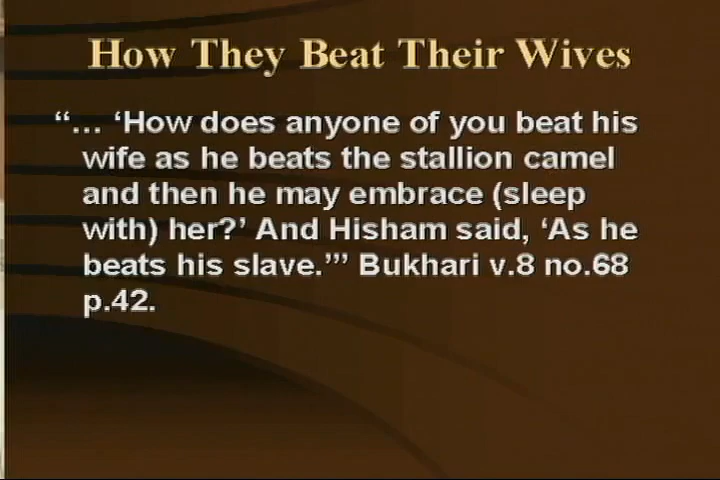 How They Beat Their Wives
“... ‘How does anyone of you beat his
wife as he beats the stallion camel
and then he may embrace (sleep
with) her?’ And Hisham said, ‘As he
beats his slave.’” Bukhari v.8 no.68
p.42.